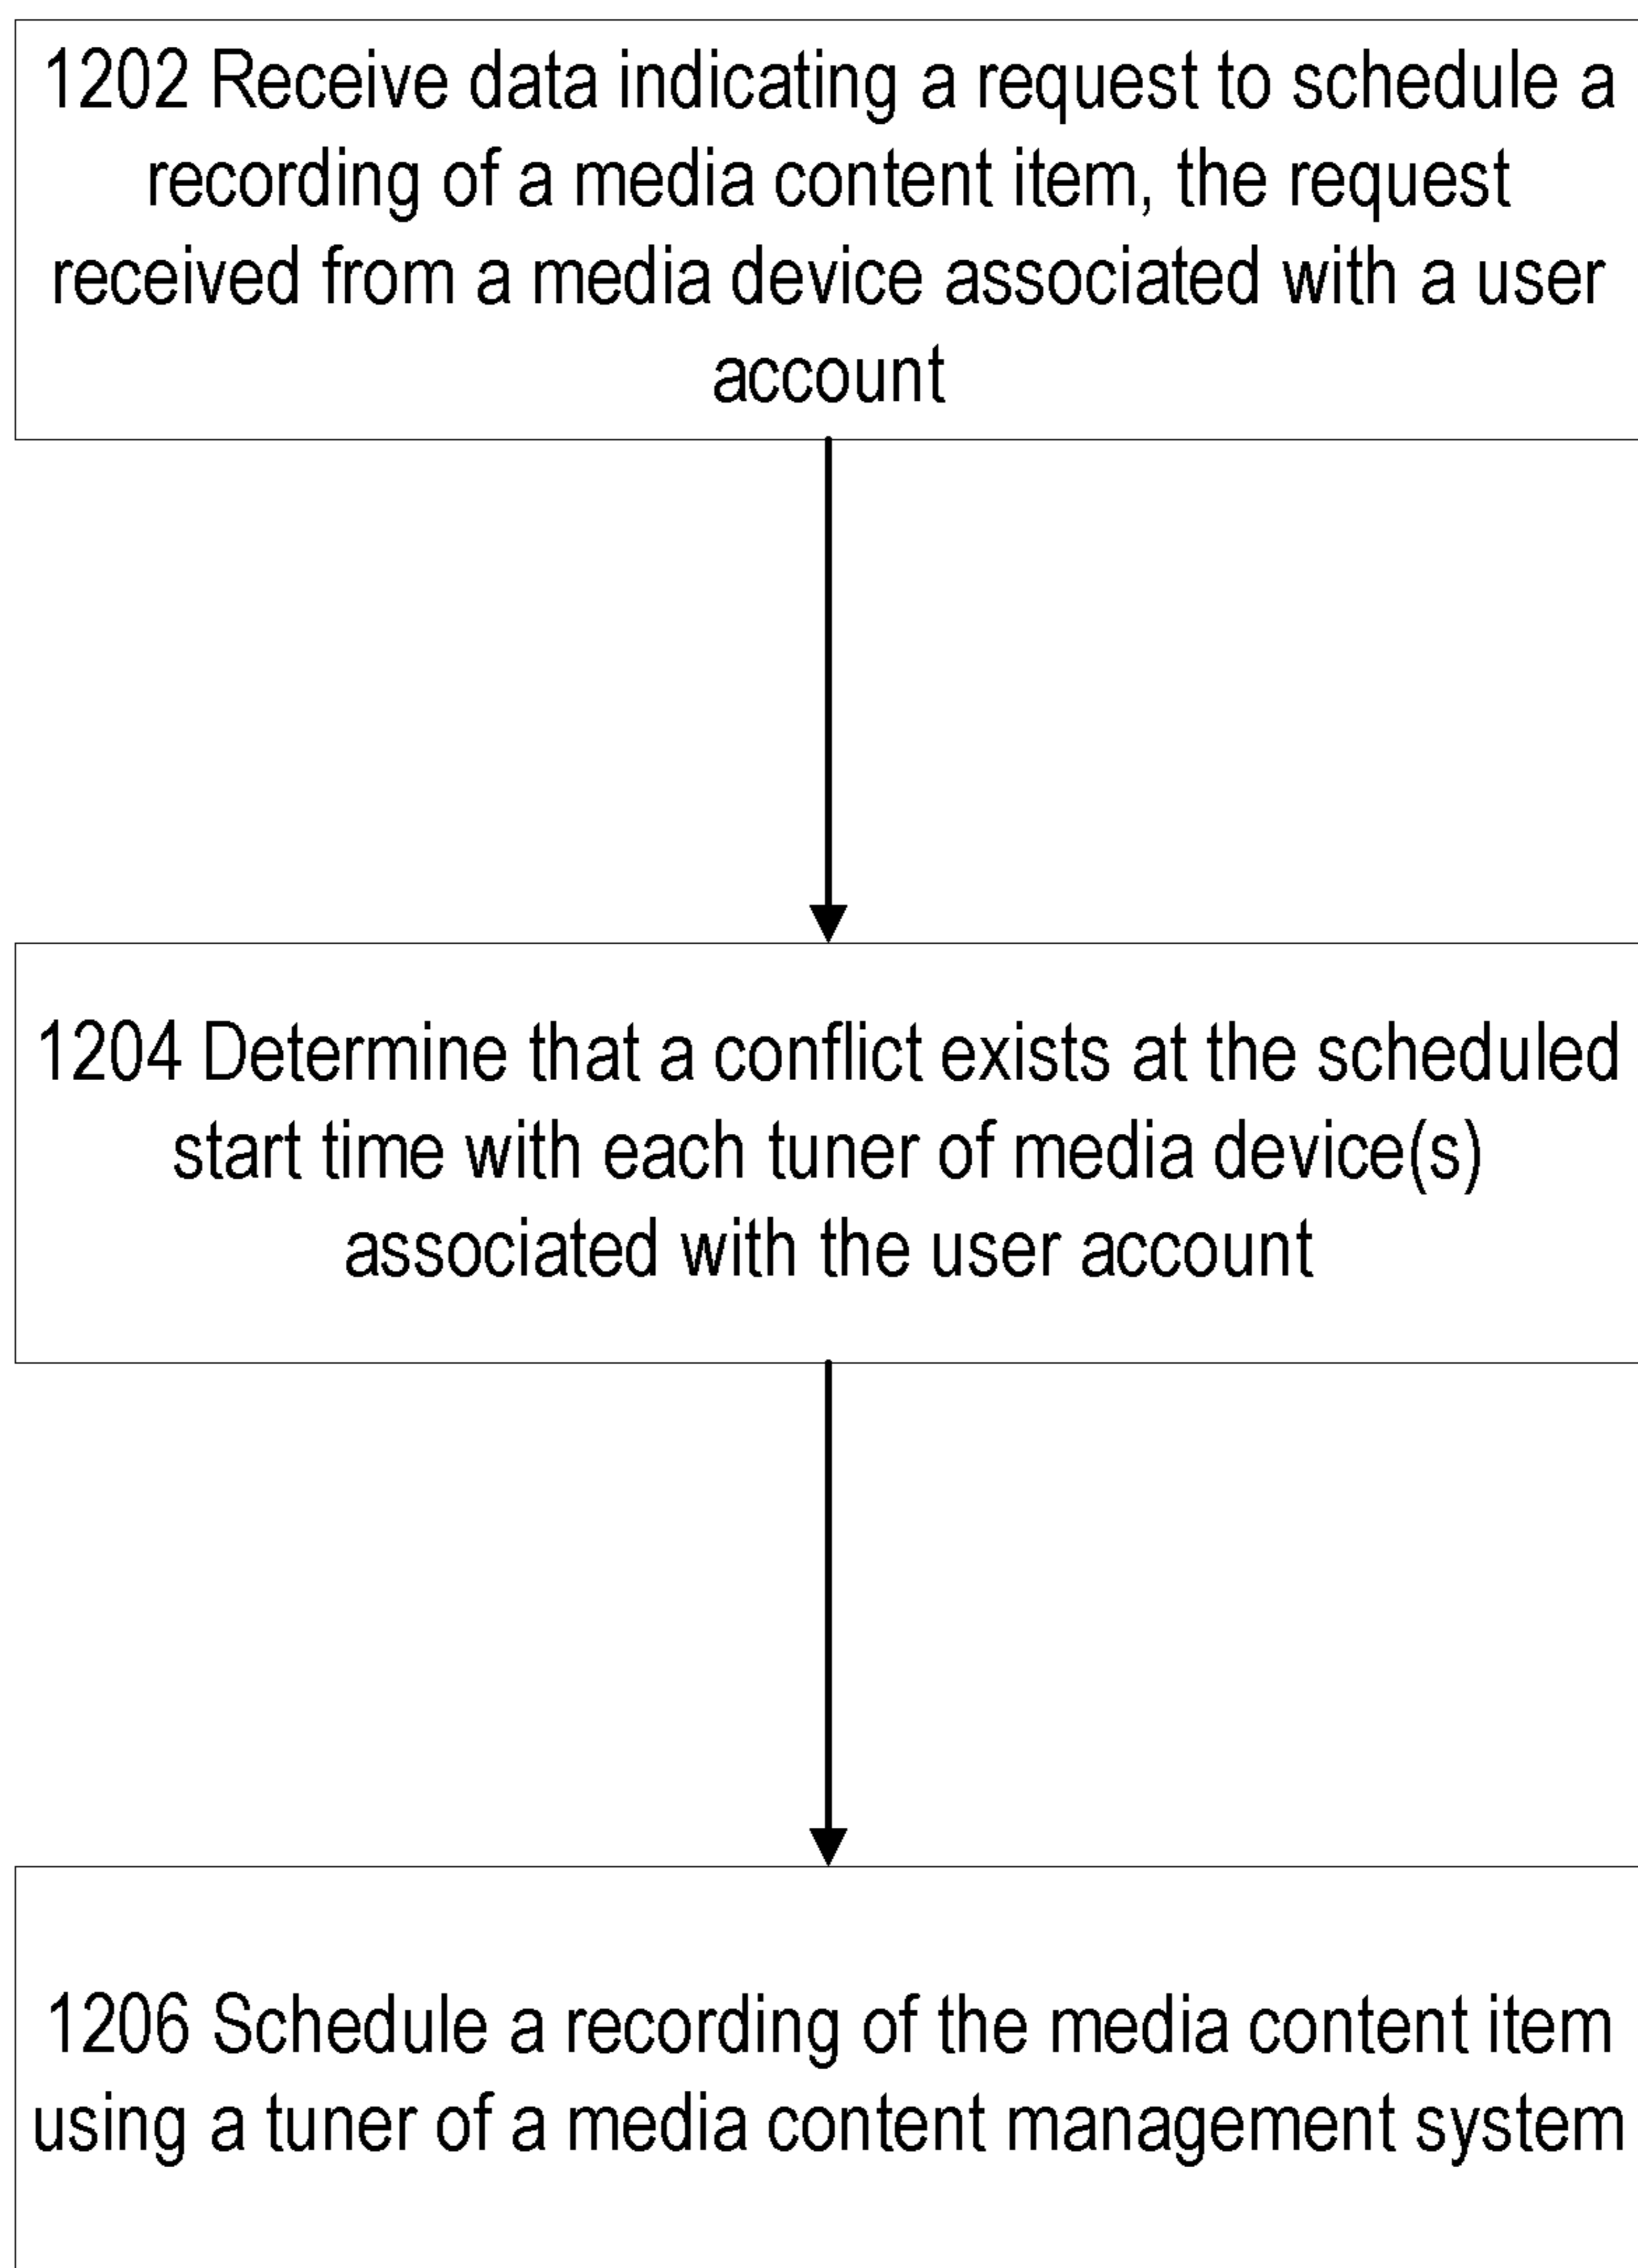 1202 Receive data indicating a request to schedule a
recording of a media content item, the request
received from a media device associated with a user
account
1204 Determine that a conflict exists at the scheduled
start time with each tuner of media device(s)
associated with the user account
1206 Schedule a recording of the media content item
using a tuner of a media content management system